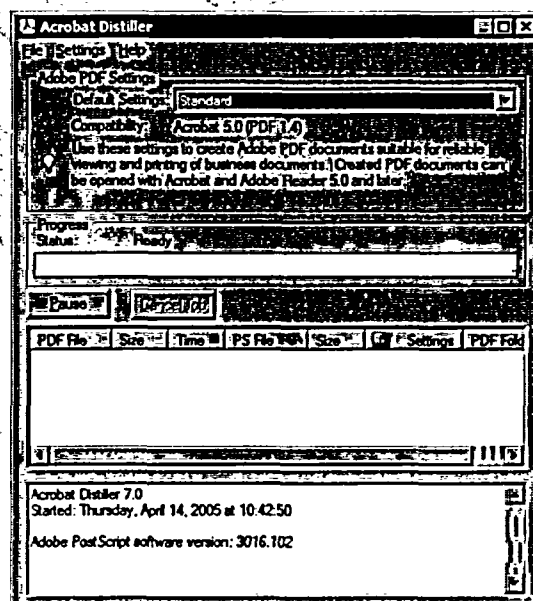 Acrobat Distiller
File Settings Help
Adobe PDF Settings
Default Settings: Standard
Compatibility: Acrobat 5.0 (PDF 1.4)
Use these settings to create Adobe PDF documents suitable for reliable
viewing and printing of business documents. Created PDF documents can
be opened with Acrobat and Adobe Reader 5.0 and later.
Progress
Status: Ready
Pause Cancel Job
PDF File Size Time PS File Size Settings PDF Fold
Acrobat Distiller 7.0
Started: Thursday, April 14, 2005 at 10:42:50
Adobe PostScript software version: 3016.102